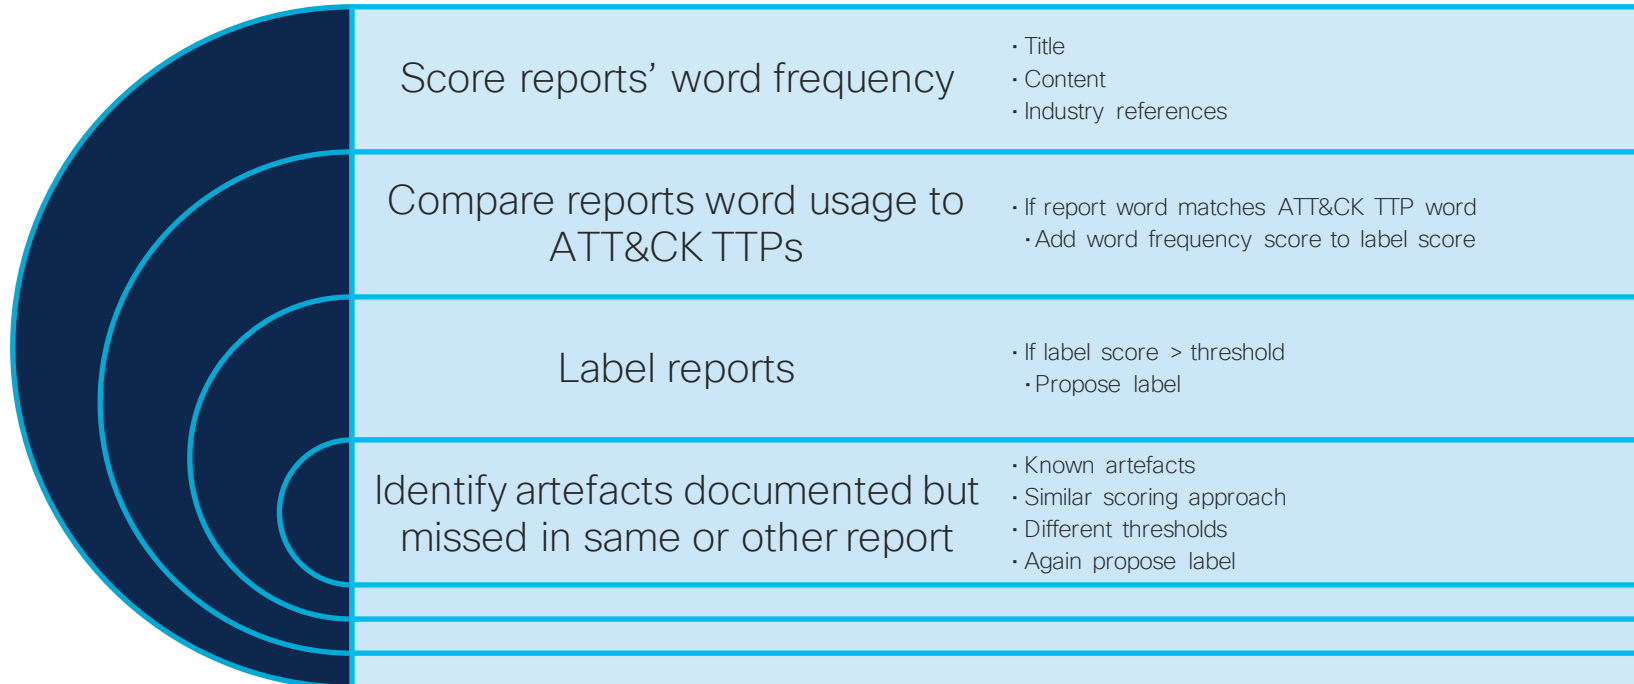 Score reports’ word frequency
· Title
· Content
· Industry references
Compare reports word usage to
ATT&CK TTPs
· If report word matches ATT&CK TTP word
· Add word frequency score to label score
Label reports
· If label score > threshold
· Propose label
Identify artefacts documented but
missed in same or other report
· Known artefacts
· Similar scoring approach
· Different thresholds
· Again propose label